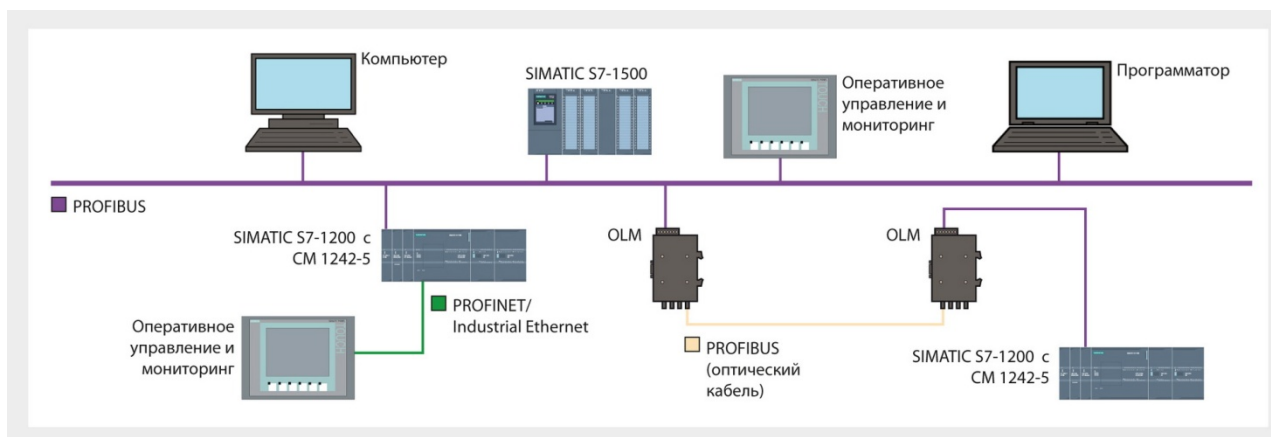 Компьютер
SIMATIC S7-1500
Оперативное
управление и
мониторинг
Программатор
PROFIBUS
SIMATIC S7-1200 с
CM 1242-5
OLM
OLM
PROFINET/
Industrial Ethernet
Оперативное
управление и
мониторинг
PROFIBUS
(оптический
кабель)
SIMATIC S7-1200 с
CM 1242-5